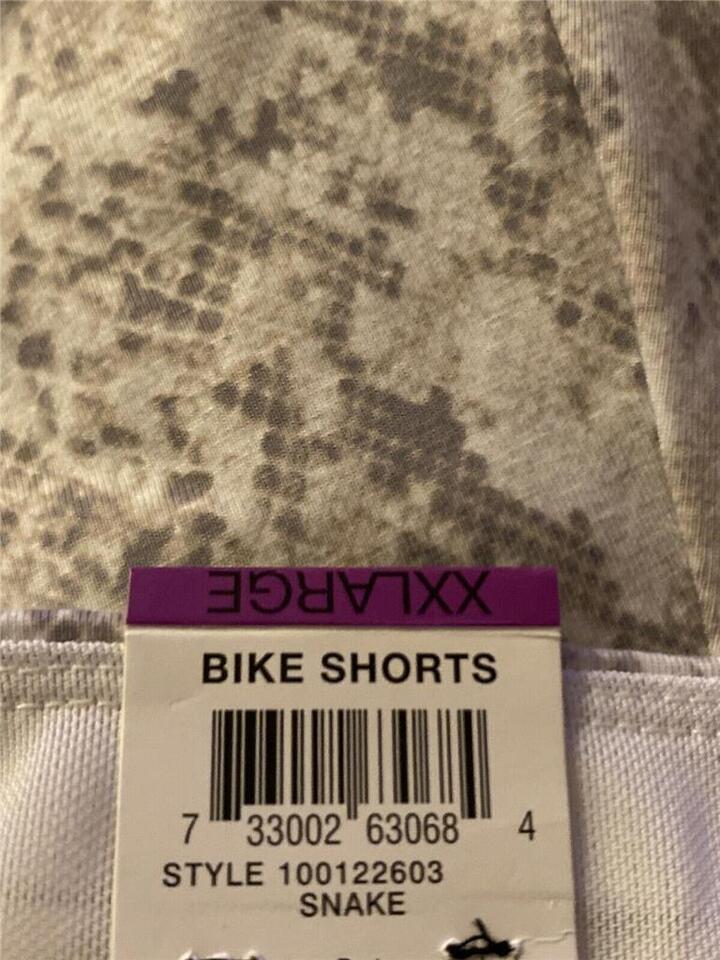 XXLARGE
BIKE SHORTS
7 33002 63068 4
STYLE 100122603
SNAKE